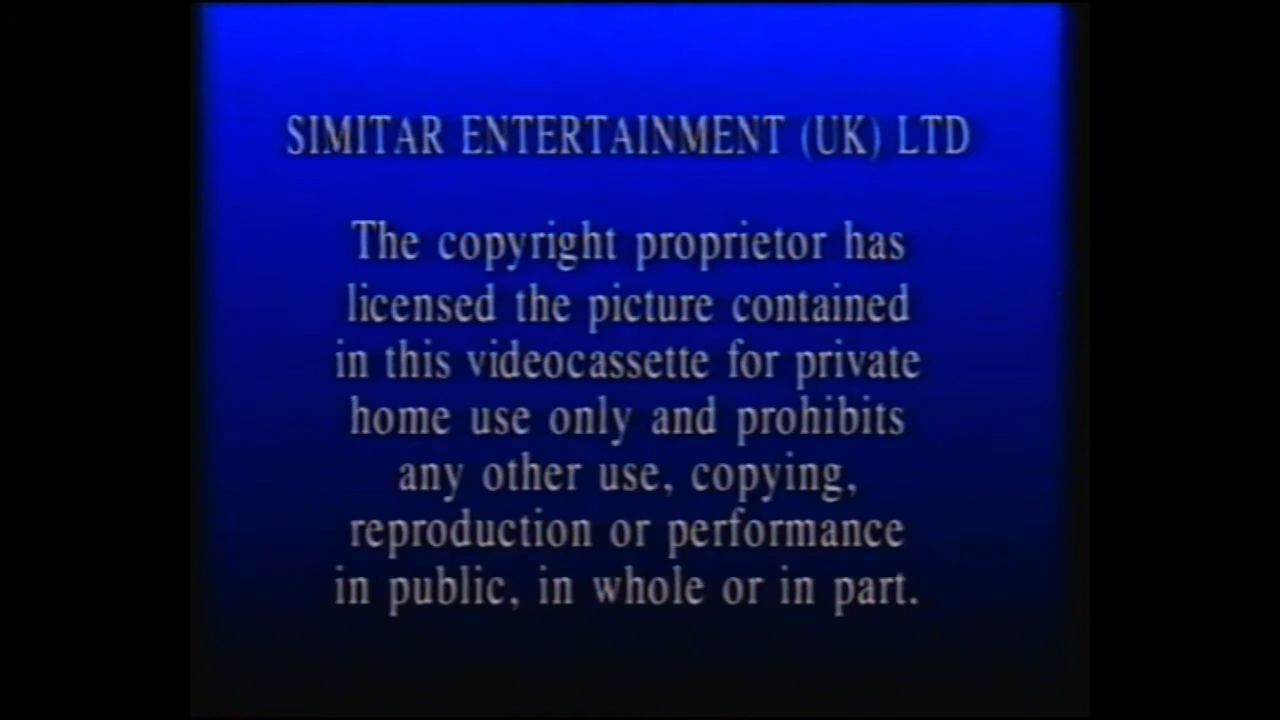 SIMITAR ENTERTAINMENT (UK) LTD
The copyright proprietor has
licensed the picture contained
in this videocassette for private
home use only and prohibits
any other use, copying,
reproduction or performance
in public, in whole or in part.